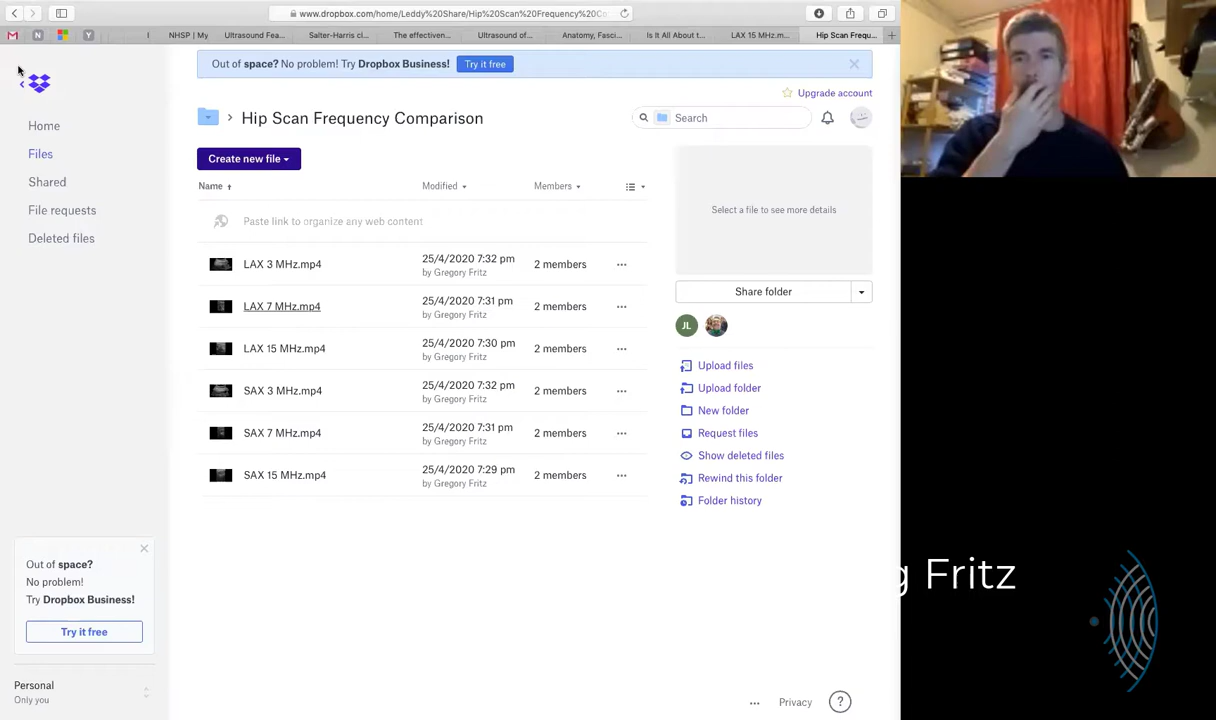 www.dropbox.com/home/Leddy%20Share/Hip%20Scan%20Frequency%20Co
NHSP | My
Ultrasound Fea...
Salter-Harris cl...
The effectiven...
Ultrasound of...
Anatomy, Fasci...
Is It All About t...
LAX 15 MHz.m...
Hip Scan Frequ...
Out of space? No problem! Try Dropbox Business!
Try it free
Upgrade account
Hip Scan Frequency Comparison
Search
Home
Files
Shared
File requests
Deleted files
Create new file
Name
Modified
Members
Paste link to organize any web content
LAX 3 MHz.mp4
25/4/2020 7:32 pm
by Gregory Fritz
2 members
LAX 7 MHz.mp4
25/4/2020 7:31 pm
by Gregory Fritz
2 members
LAX 15 MHz.mp4
25/4/2020 7:30 pm
by Gregory Fritz
2 members
SAX 3 MHz.mp4
25/4/2020 7:32 pm
by Gregory Fritz
2 members
SAX 7 MHz.mp4
25/4/2020 7:31 pm
by Gregory Fritz
2 members
SAX 15 MHz.mp4
25/4/2020 7:29 pm
by Gregory Fritz
2 members
Select a file to see more details
Share folder
JL
Upload files
Upload folder
New folder
Request files
Show deleted files
Rewind this folder
Folder history
Out of space?
No problem!
Try Dropbox Business!
Try it free
Personal
Only you
Privacy
?
g Fritz